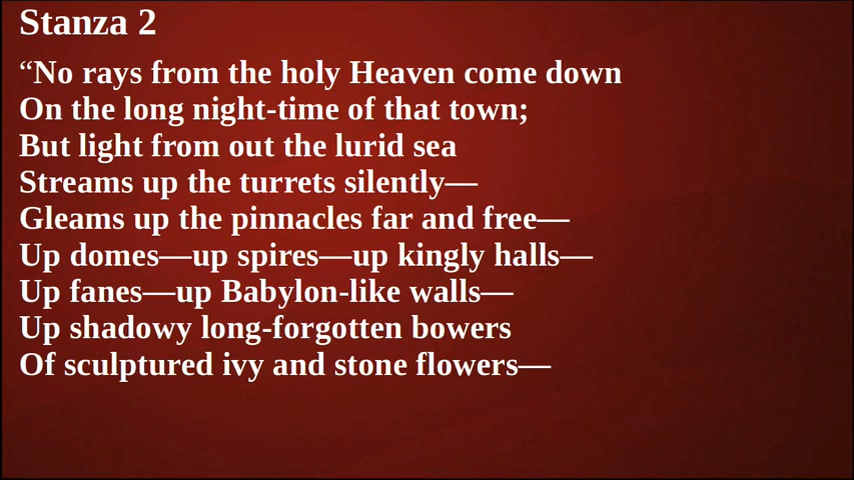 Stanza 2
“No rays from the holy Heaven come down
On the long night-time of that town;
But light from out the lurid sea
Streams up the turrets silently—
Gleams up the pinnacles far and free—
Up domes—up spires—up kingly halls—
Up fanes—up Babylon-like walls—
Up shadowy long-forgotten bowers
Of sculptured ivy and stone flowers—